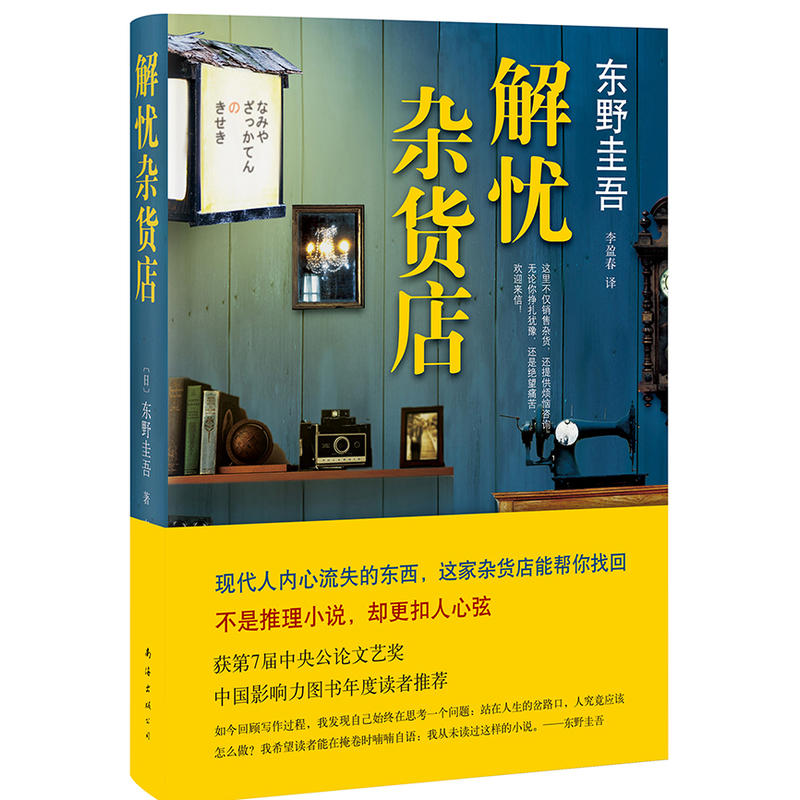 解忧杂货店
[日]
东野圭吾
著
南海出版公司
なみや
ざっかてん
の
きせき
解忧
杂货店
东野圭吾
李盈春 译
这里不仅销售杂货，还提供烦恼咨询。
无论你挣扎犹豫，还是绝望痛苦，
欢迎来信！
现代人内心流失的东西，这家杂货店能帮你找回
不是推理小说，却更扣人心弦
获第7届中央公论文艺奖
中国影响力图书年度读者推荐
如今回顾写作过程，我发现自己始终在思考一个问题：站在人生的岔路口，人究竟应该
怎么做？我希望读者能在掩卷时喃喃自语：我从未读过这样的小说。——东野圭吾